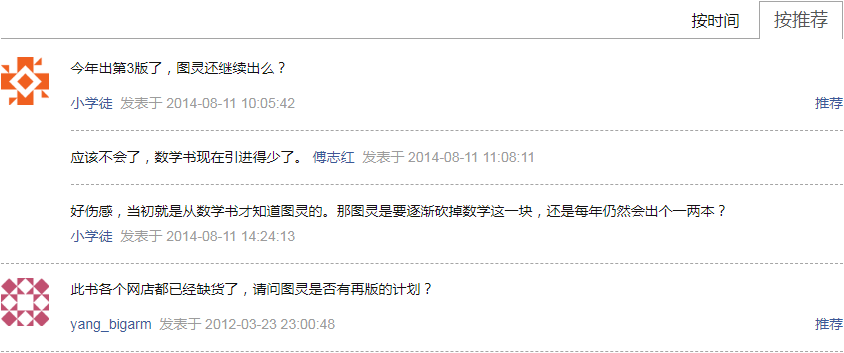 按时间 按推荐
今年出第3版了，图灵还继续出么？
小学徒 发表于 2014-08-11 10:05:42 推荐
应该不会了，数学书现在引进得少了。 傅志红 发表于 2014-08-11 11:08:11
好伤感，当初就是从数学书才知道图灵的。那图灵是要逐渐砍掉数学这一块，还是每年仍然会出个一两本？
小学徒 发表于 2014-08-11 14:24:13
此书各个网店都已经缺货了，请问图灵是否有再版的计划？
yang_bigarm 发表于 2012-03-23 23:00:48 推荐